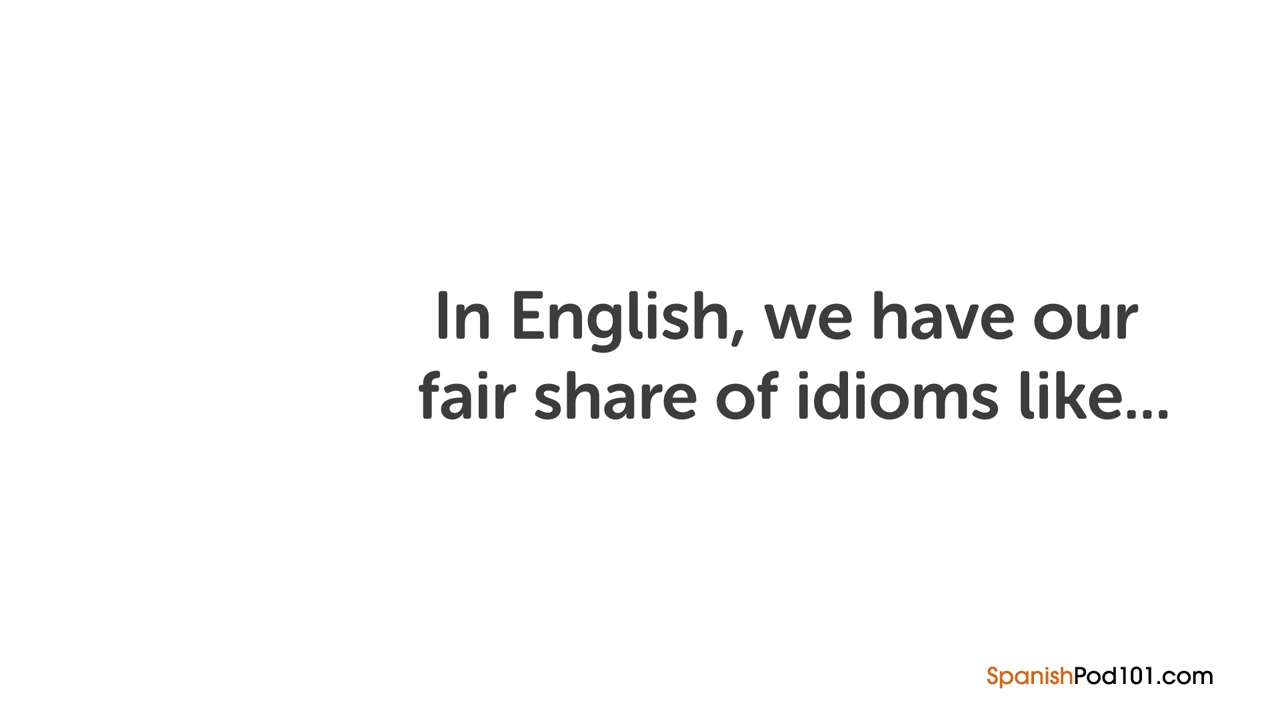 In English, we have our
fair share of idioms like...
SpanishPod101.com